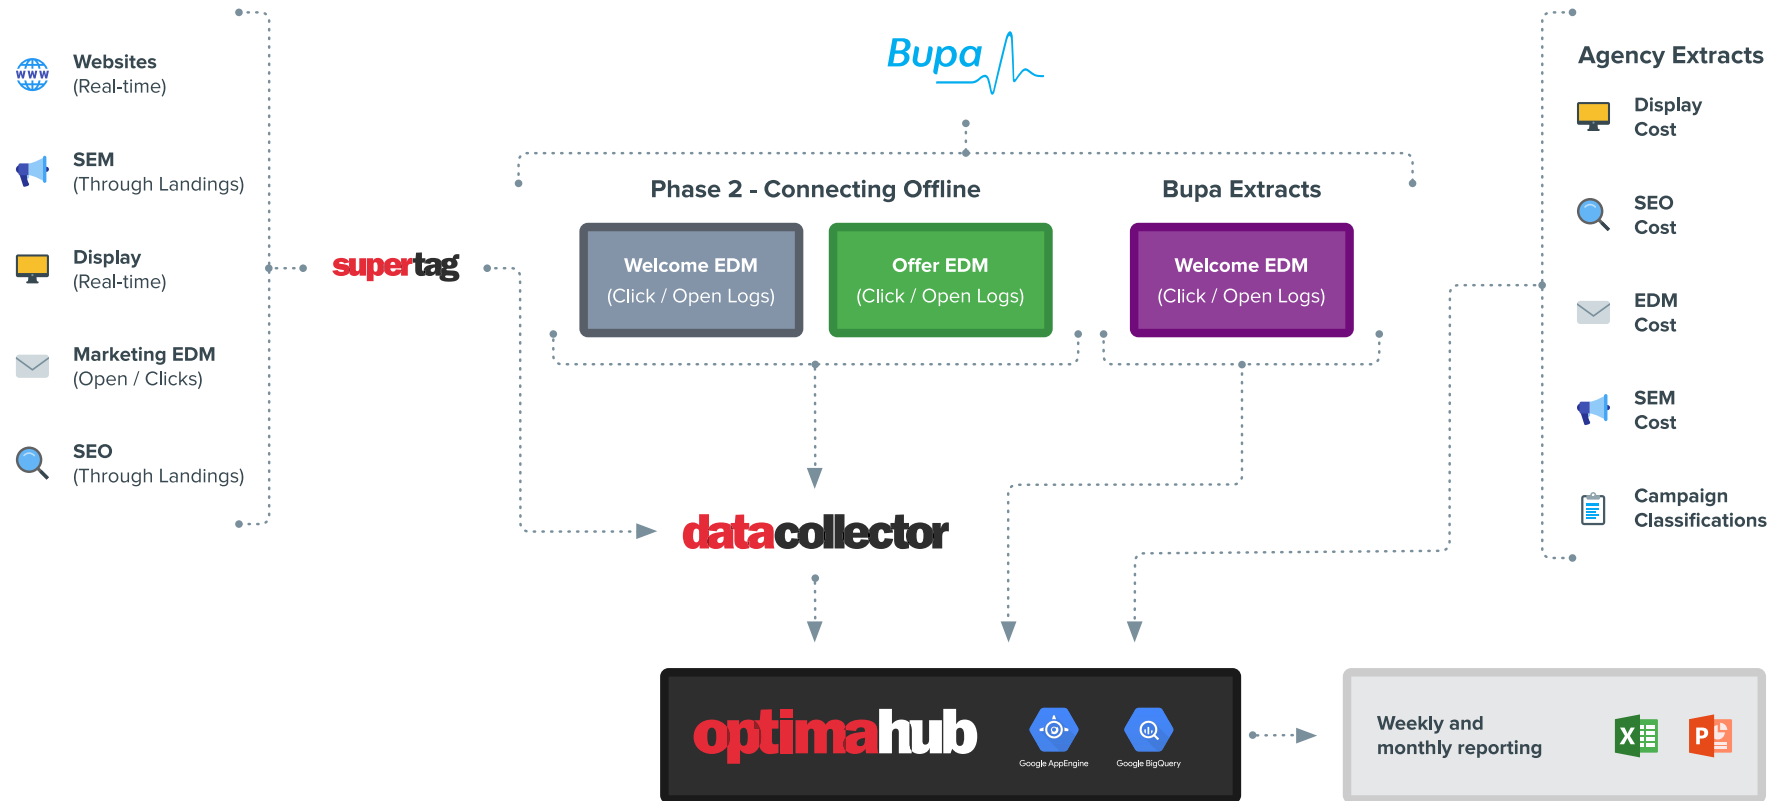 Websites
(Real-time)
SEM
(Through Landings)
Display
(Real-time)
Marketing EDM
(Open / Clicks)
SEO
(Through Landings)
supertag
Bupa
Phase 2 - Connecting Offline
Welcome EDM
(Click / Open Logs)
Offer EDM
(Click / Open Logs)
Bupa Extracts
Welcome EDM
(Click / Open Logs)
Agency Extracts
Display
Cost
SEO
Cost
EDM
Cost
SEM
Cost
Campaign
Classifications
datacollector
optimahub
Google AppEngine
Google BigQuery
Weekly and
monthly reporting
WWW
X
P